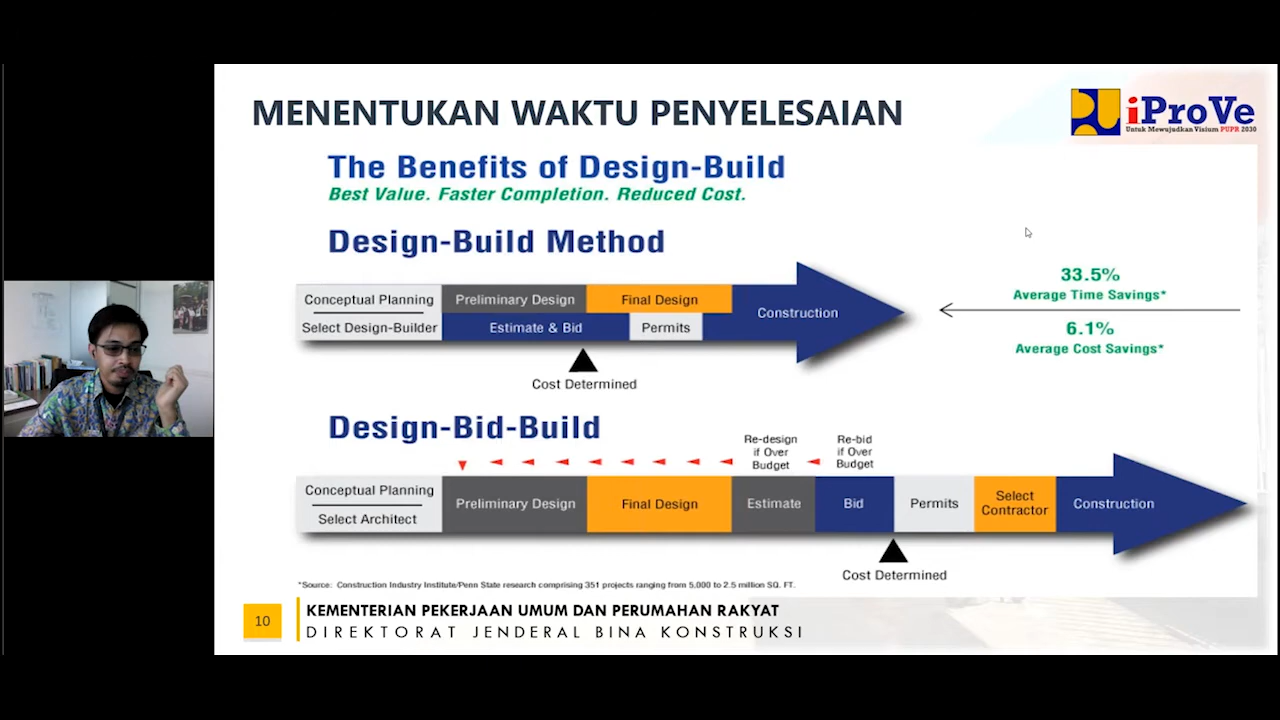 MENENTUKAN WAKTU PENYELESAIAN
iProVe
Untuk Mewujudkan Visium PUPR 2030
The Benefits of Design-Build
Best Value. Faster Completion. Reduced Cost.
Design-Build Method
Conceptual Planning
Select Design-Builder
Preliminary Design
Final Design
Estimate & Bid
Permits
Construction
Cost Determined
33.5%
Average Time Savings*
6.1%
Average Cost Savings*
Design-Bid-Build
Re-design
if Over
Budget
Re-bid
if Over
Budget
Conceptual Planning
Select Architect
Preliminary Design
Final Design
Estimate
Bid
Permits
Select
Contractor
Construction
Cost Determined
*Source: Construction Industry Institute/Penn State research comprising 351 projects ranging from 5,000 to 2.5 million SQ. FT.
10
KEMENTERIAN PEKERJAAN UMUM DAN PERUMAHAN RAKYAT
DIREKTORAT JENDERAL BINA KONSTRUKSI